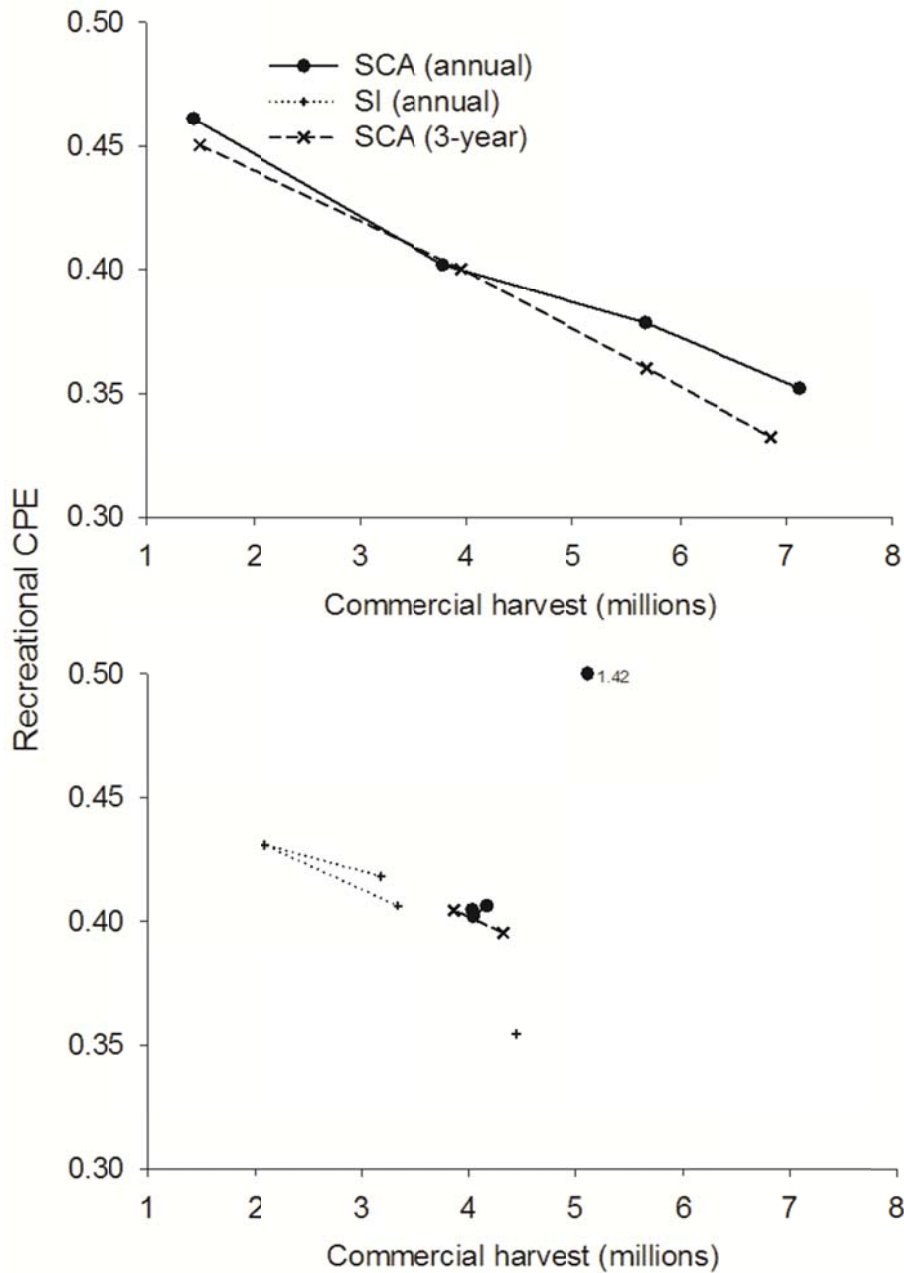 0.50
SCA (annual)
SI (annual)
SCA (3-year)
0.45
0.40
0.35
0.30
1 2 3 4 5 6 7 8
Commercial harvest (millions)
Recreational CPE
0.50
1.42
0.45
0.40
0.35
0.30
1 2 3 4 5 6 7 8
Commercial harvest (millions)